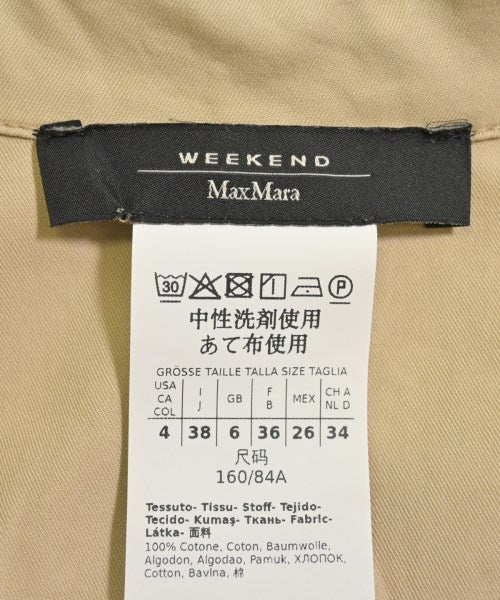 WEEKEND
MaxMara
30 P
中性洗剤使用
あて布使用
GRÖSSE TAILLE TALLA SIZE TAGLIA
USA CA COL I J GB F B MEX CH A NL D
4 38 6 36 26 34
尺码
160/84A
Tessuto- Tissu- Stoff- Tejido-
Tecido- Kumaş- Ткань- Fabric-
Látka- 面料
100% Cotone, Coton, Baumwolle,
Algodon, Algodao, Pamuk, ХЛОПОК,
Cotton, Bavlna, 棉